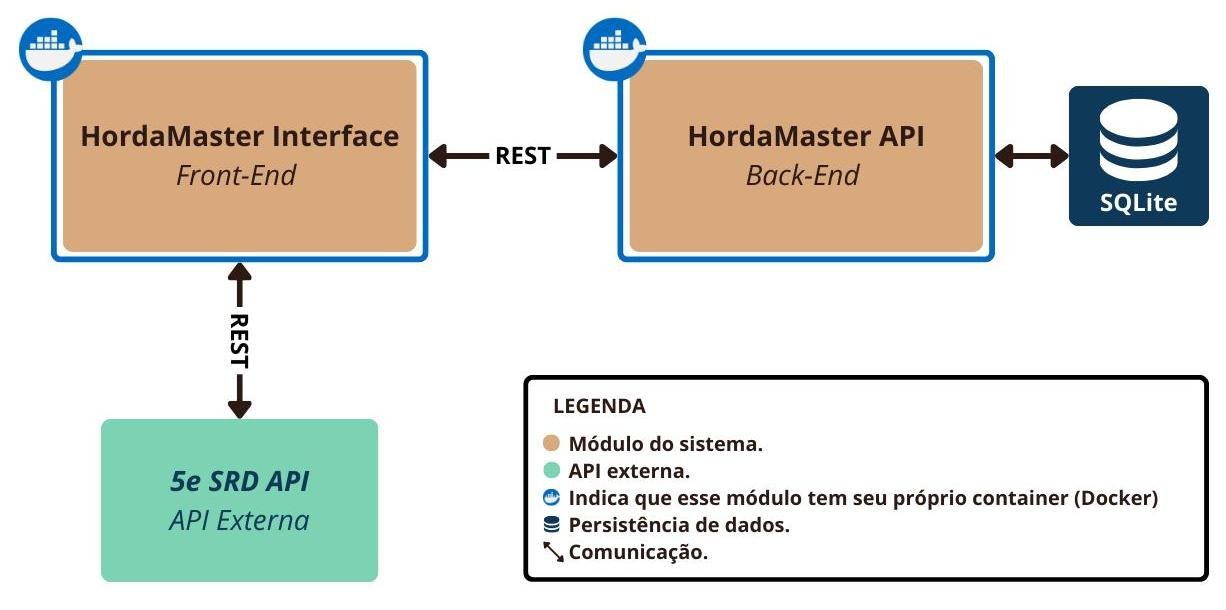 HordaMaster Interface
Front-End
REST
HordaMaster API
Back-End
SQLite
REST
5e SRD API
API Externa
LEGENDA
Módulo do sistema.
API externa.
Indica que esse módulo tem seu próprio container (Docker)
Persistência de dados.
Comunicação.